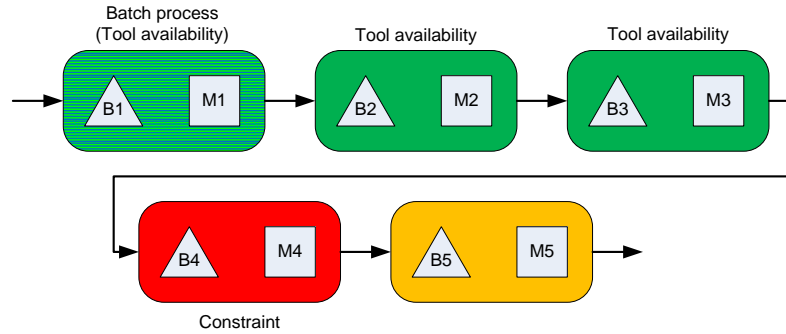 Batch process
(Tool availability)
Tool availability
Tool availability
B1
M1
B2
M2
B3
M3
B4
M4
B5
M5
Constraint